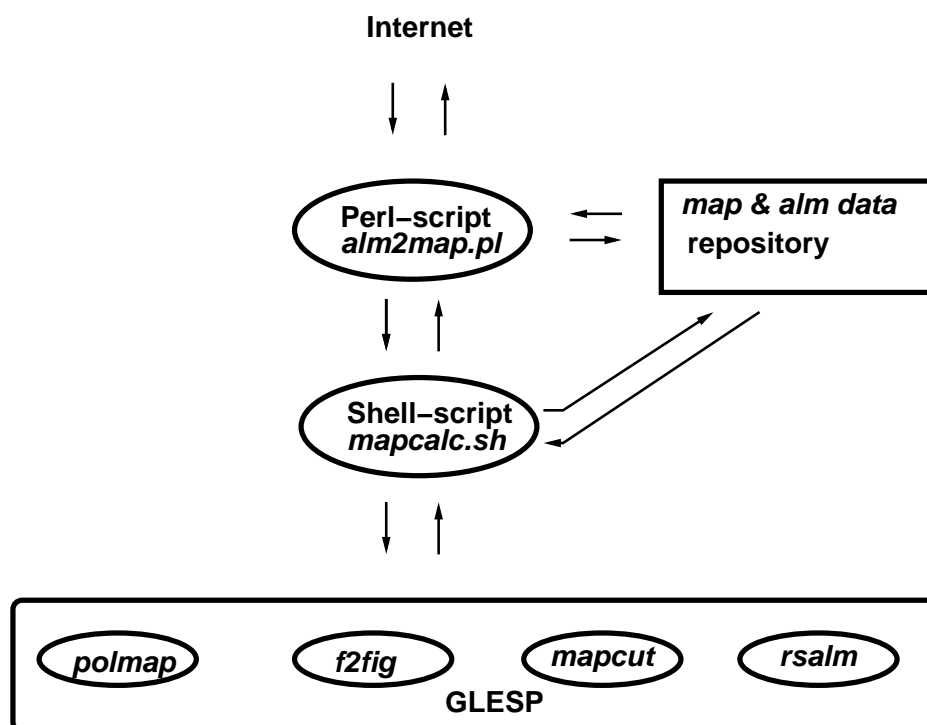 Internet
Perl–script
alm2map.pl
map & alm data
repository
Shell–script
mapcalc.sh
polmap
f2fig
mapcut
rsalm
GLESP